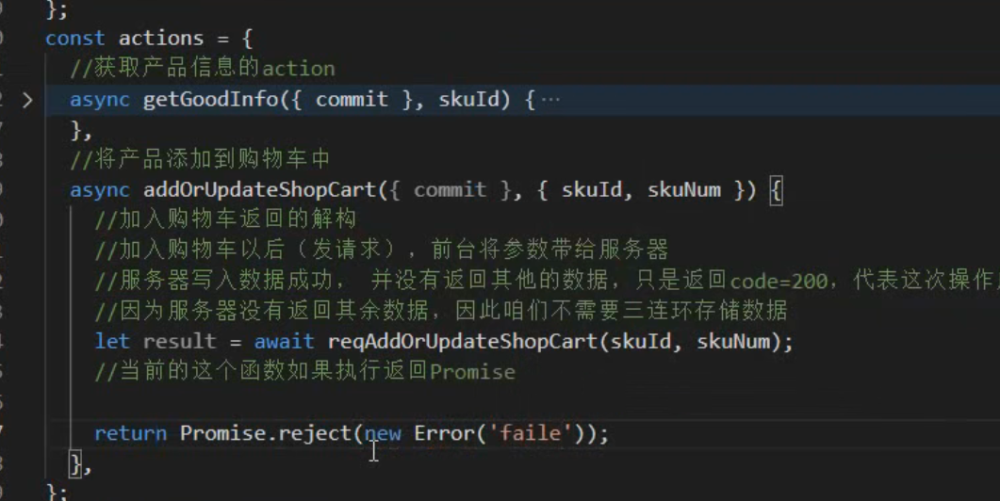 };
const actions = {
//获取产品信息的action
async getGoodInfo({ commit }, skuId) {⋯
},
//将产品添加到购物车中
async addOrUpdateShopCart({ commit }, { skuId, skuNum }) {
//加入购物车返回的解构
//加入购物车以后（发请求），前台将参数带给服务器
//服务器写入数据成功， 并没有返回其他的数据，只是返回code=200，代表这次操作
//因为服务器没有返回其余数据，因此咱们不需要三连环存储数据
let result = await reqAddOrUpdateShopCart(skuId, skuNum);
//当前的这个函数如果执行返回Promise
return Promise.reject(new Error('faile'));
},
};